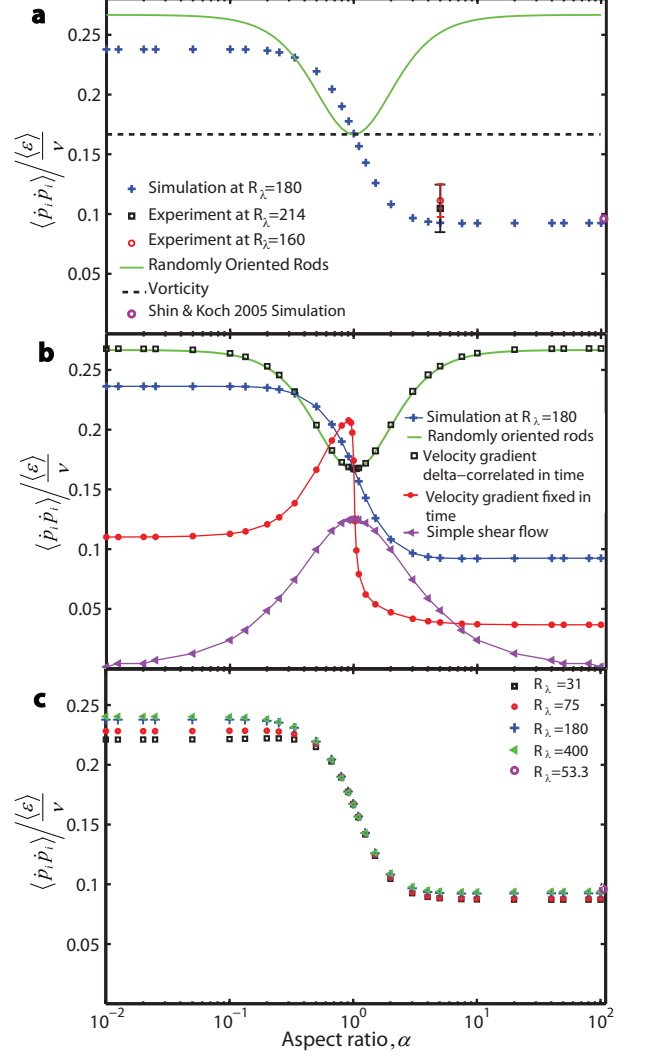 a
0.25
0.2
0.15
0.1
0.05
⟨ṗᵢṗᵢ⟩/⟨ε⟩/ν
Simulation at R_λ=180
Experiment at R_λ=214
Experiment at R_λ=160
Randomly Oriented Rods
Vorticity
Shin & Koch 2005 Simulation
b
0.25
0.2
0.15
0.1
0.05
⟨ṗᵢṗᵢ⟩/⟨ε⟩/ν
Simulation at R_λ=180
Randomly oriented rods
Velocity gradient
delta−correlated in time
Velocity gradient fixed in
time
Simple shear flow
c
0.25
0.2
0.15
0.1
0.05
⟨ṗᵢṗᵢ⟩/⟨ε⟩/ν
R_λ=31
R_λ=75
R_λ=180
R_λ=400
R_λ=53.3
10⁻² 10⁻¹ 10⁰ 10¹ 10²
Aspect ratio, α